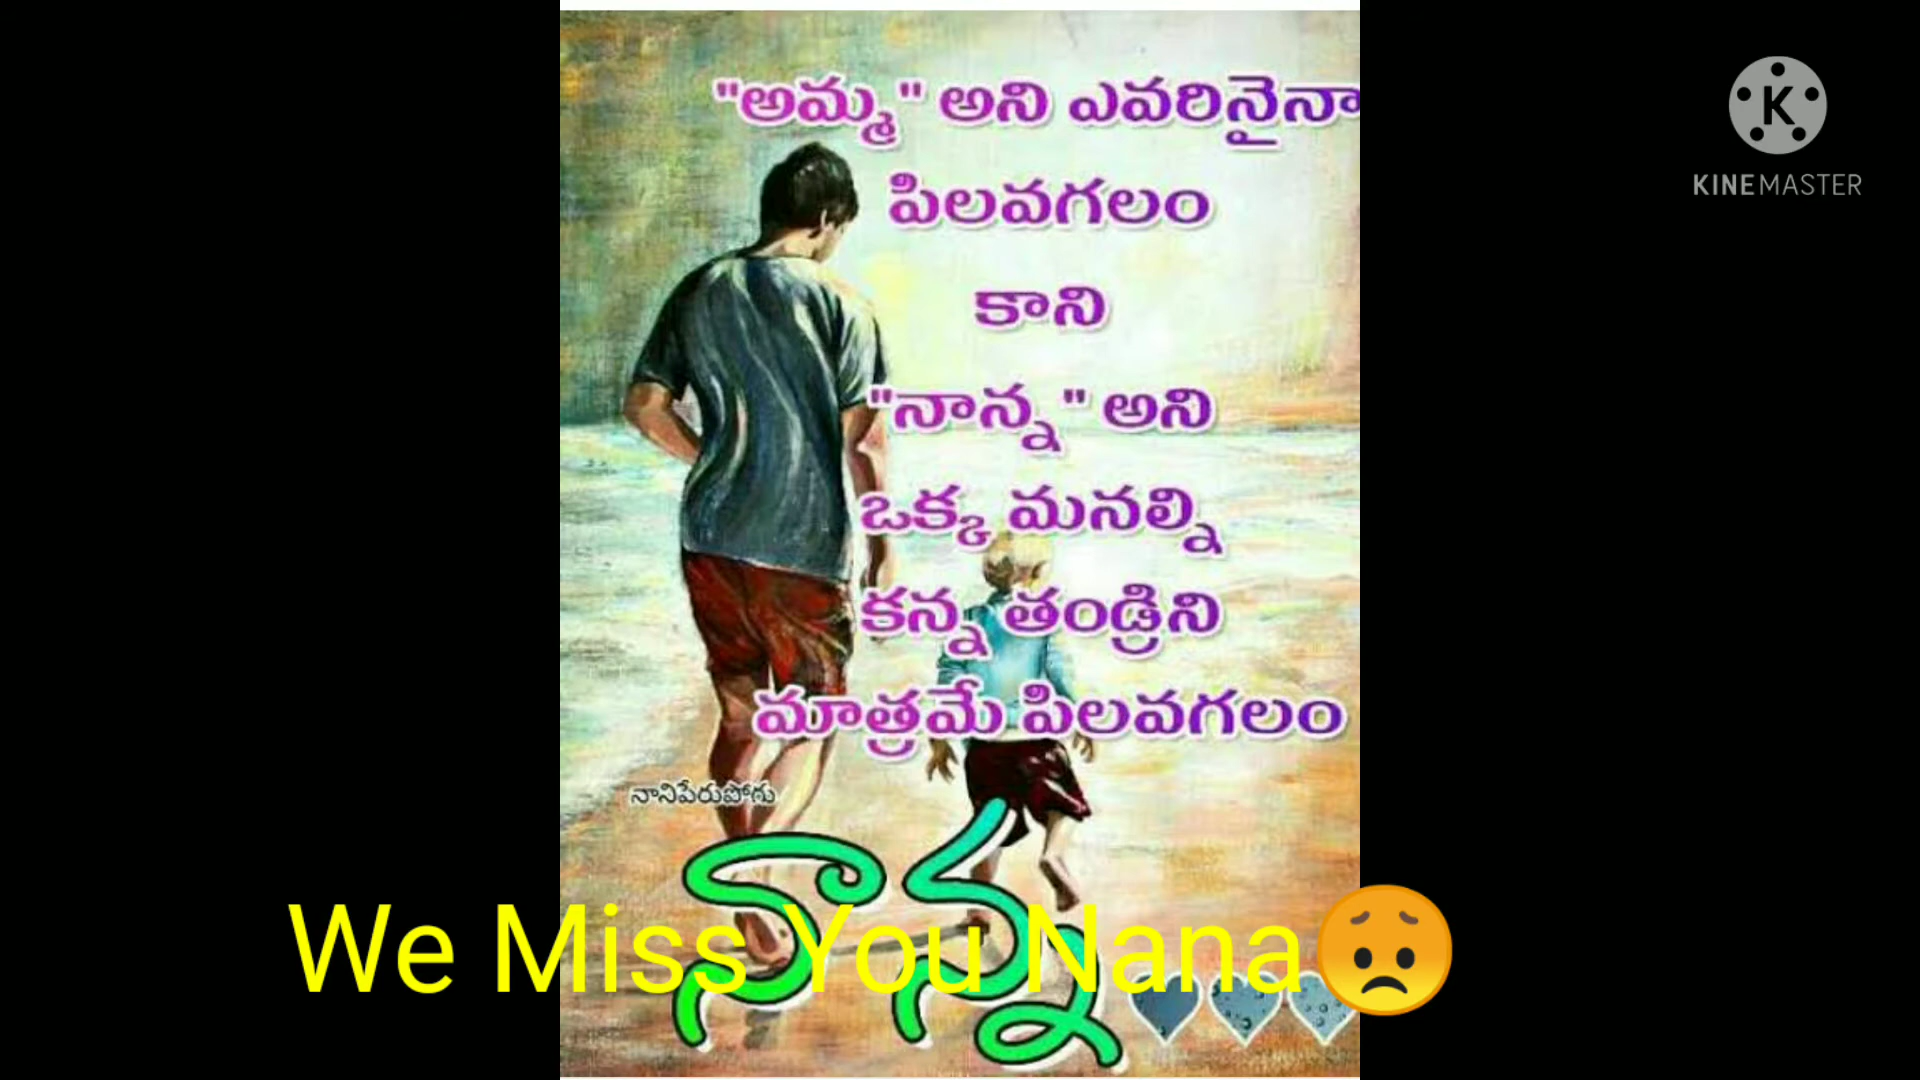 "అమ్మ" అని ఎవరినైనా
పిలవగలం
కాని
"నాన్న" అని
ఒక్క మనల్ని
కన్న తండ్రిని
మాత్రమే పిలవగలం
నానిపేరుపోగు
నాన్న
We Miss You Nana😞
KINEMASTER